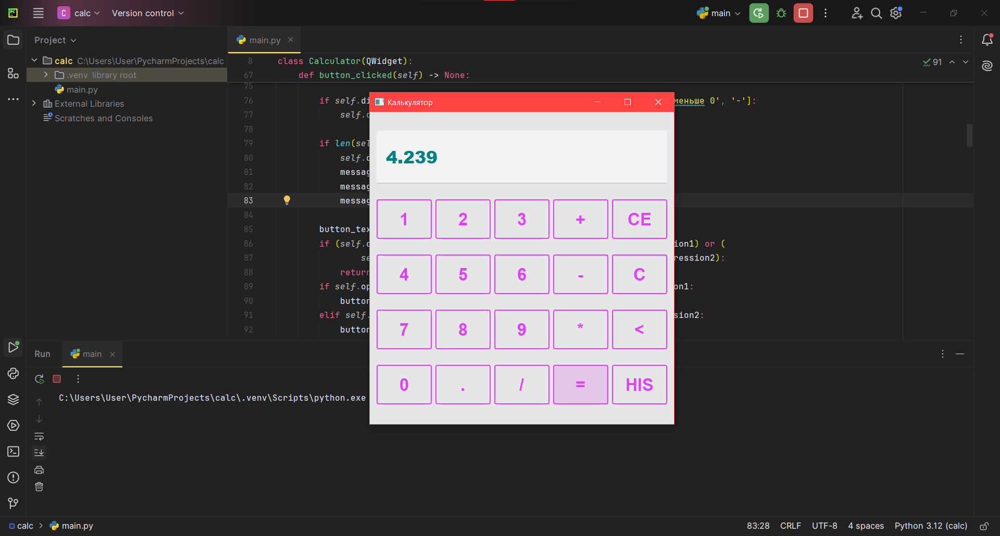 C calc Version control main
Project
main.py
calc C:\Users\User\PycharmProjects\calc
.venv library root
main.py
External Libraries
Scratches and Consoles
8 class Calculator(QWidget):
67 def button_clicked(self) -> None:
91
75
76 if self.di меньше 0', '-']:
77 self.c
78
79 if len(sel
80 self.d
81 messag
82 messag
83 messag
84
85 button_tex
86 if (self.c ion1) or (
87 se ression2):
88 return
89 if self.op on1:
90 button
91 elif self. sion2:
92 button
Калькулятор
4.239
1 2 3 + CE
4 5 6 - C
7 8 9 * <
0 . / = HIS
Run main
C:\Users\User\PycharmProjects\calc\.venv\Scripts\python.exe
calc > main.py
83:28 CRLF UTF-8 4 spaces Python 3.12 (calc)